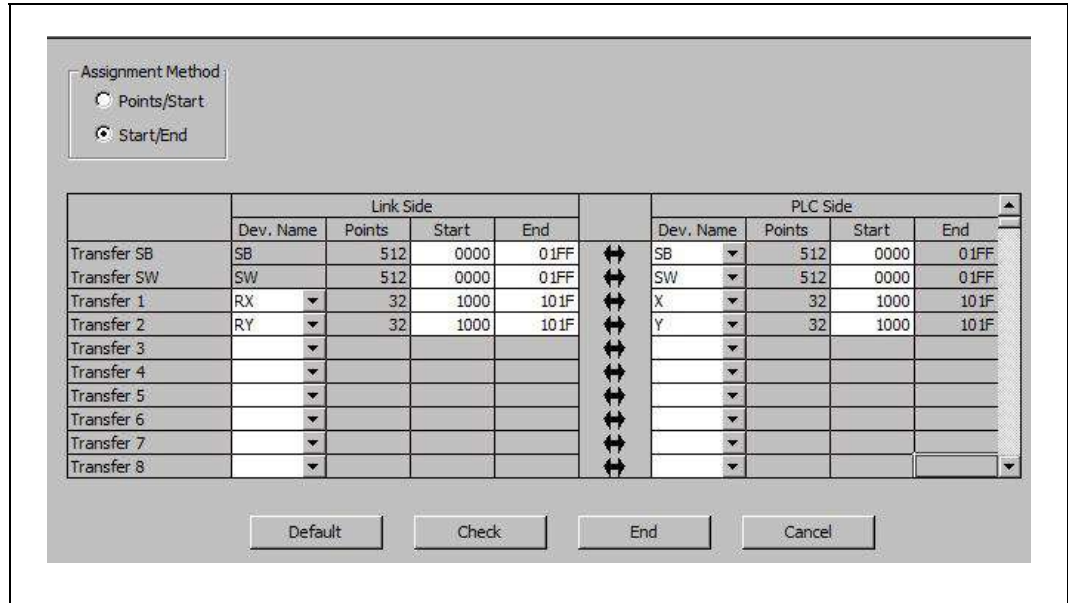 Assignment Method
Points/Start
Start/End
Link Side PLC Side
Dev. Name Points Start End Dev. Name Points Start End
Transfer SB SB 512 0000 01FF SB 512 0000 01FF
Transfer SW SW 512 0000 01FF SW 512 0000 01FF
Transfer 1 RX 32 1000 101F X 32 1000 101F
Transfer 2 RY 32 1000 101F Y 32 1000 101F
Transfer 3
Transfer 4
Transfer 5
Transfer 6
Transfer 7
Transfer 8
Default Check End Cancel